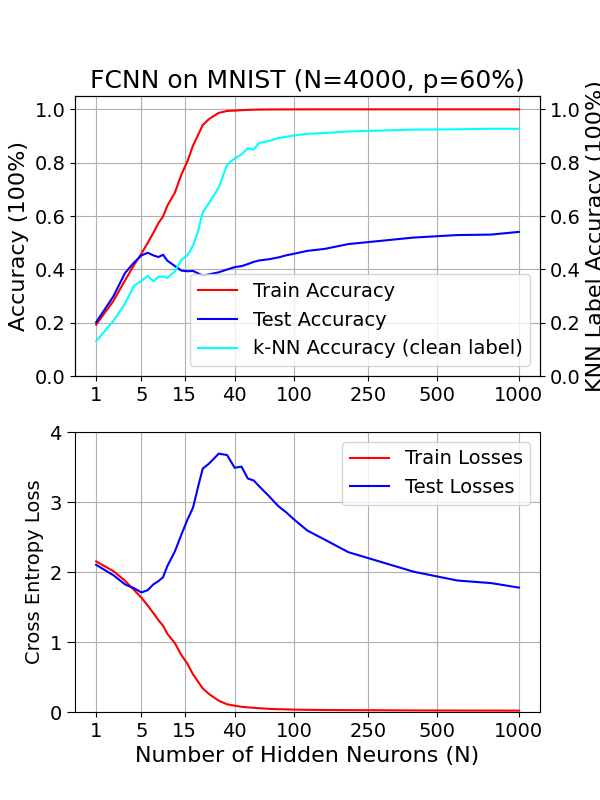 FCNN on MNIST (N=4000, p=60%)
Accuracy (100%)
1.0
0.8
0.6
0.4
0.2
0.0
1.0
0.8
0.6
0.4
0.2
0.0
KNN Label Accuracy (100%)
Train Accuracy
Test Accuracy
k-NN Accuracy (clean label)
1 5 15 40 100 250 500 1000
Cross Entropy Loss
4
3
2
1
0
Train Losses
Test Losses
1 5 15 40 100 250 500 1000
Number of Hidden Neurons (N)